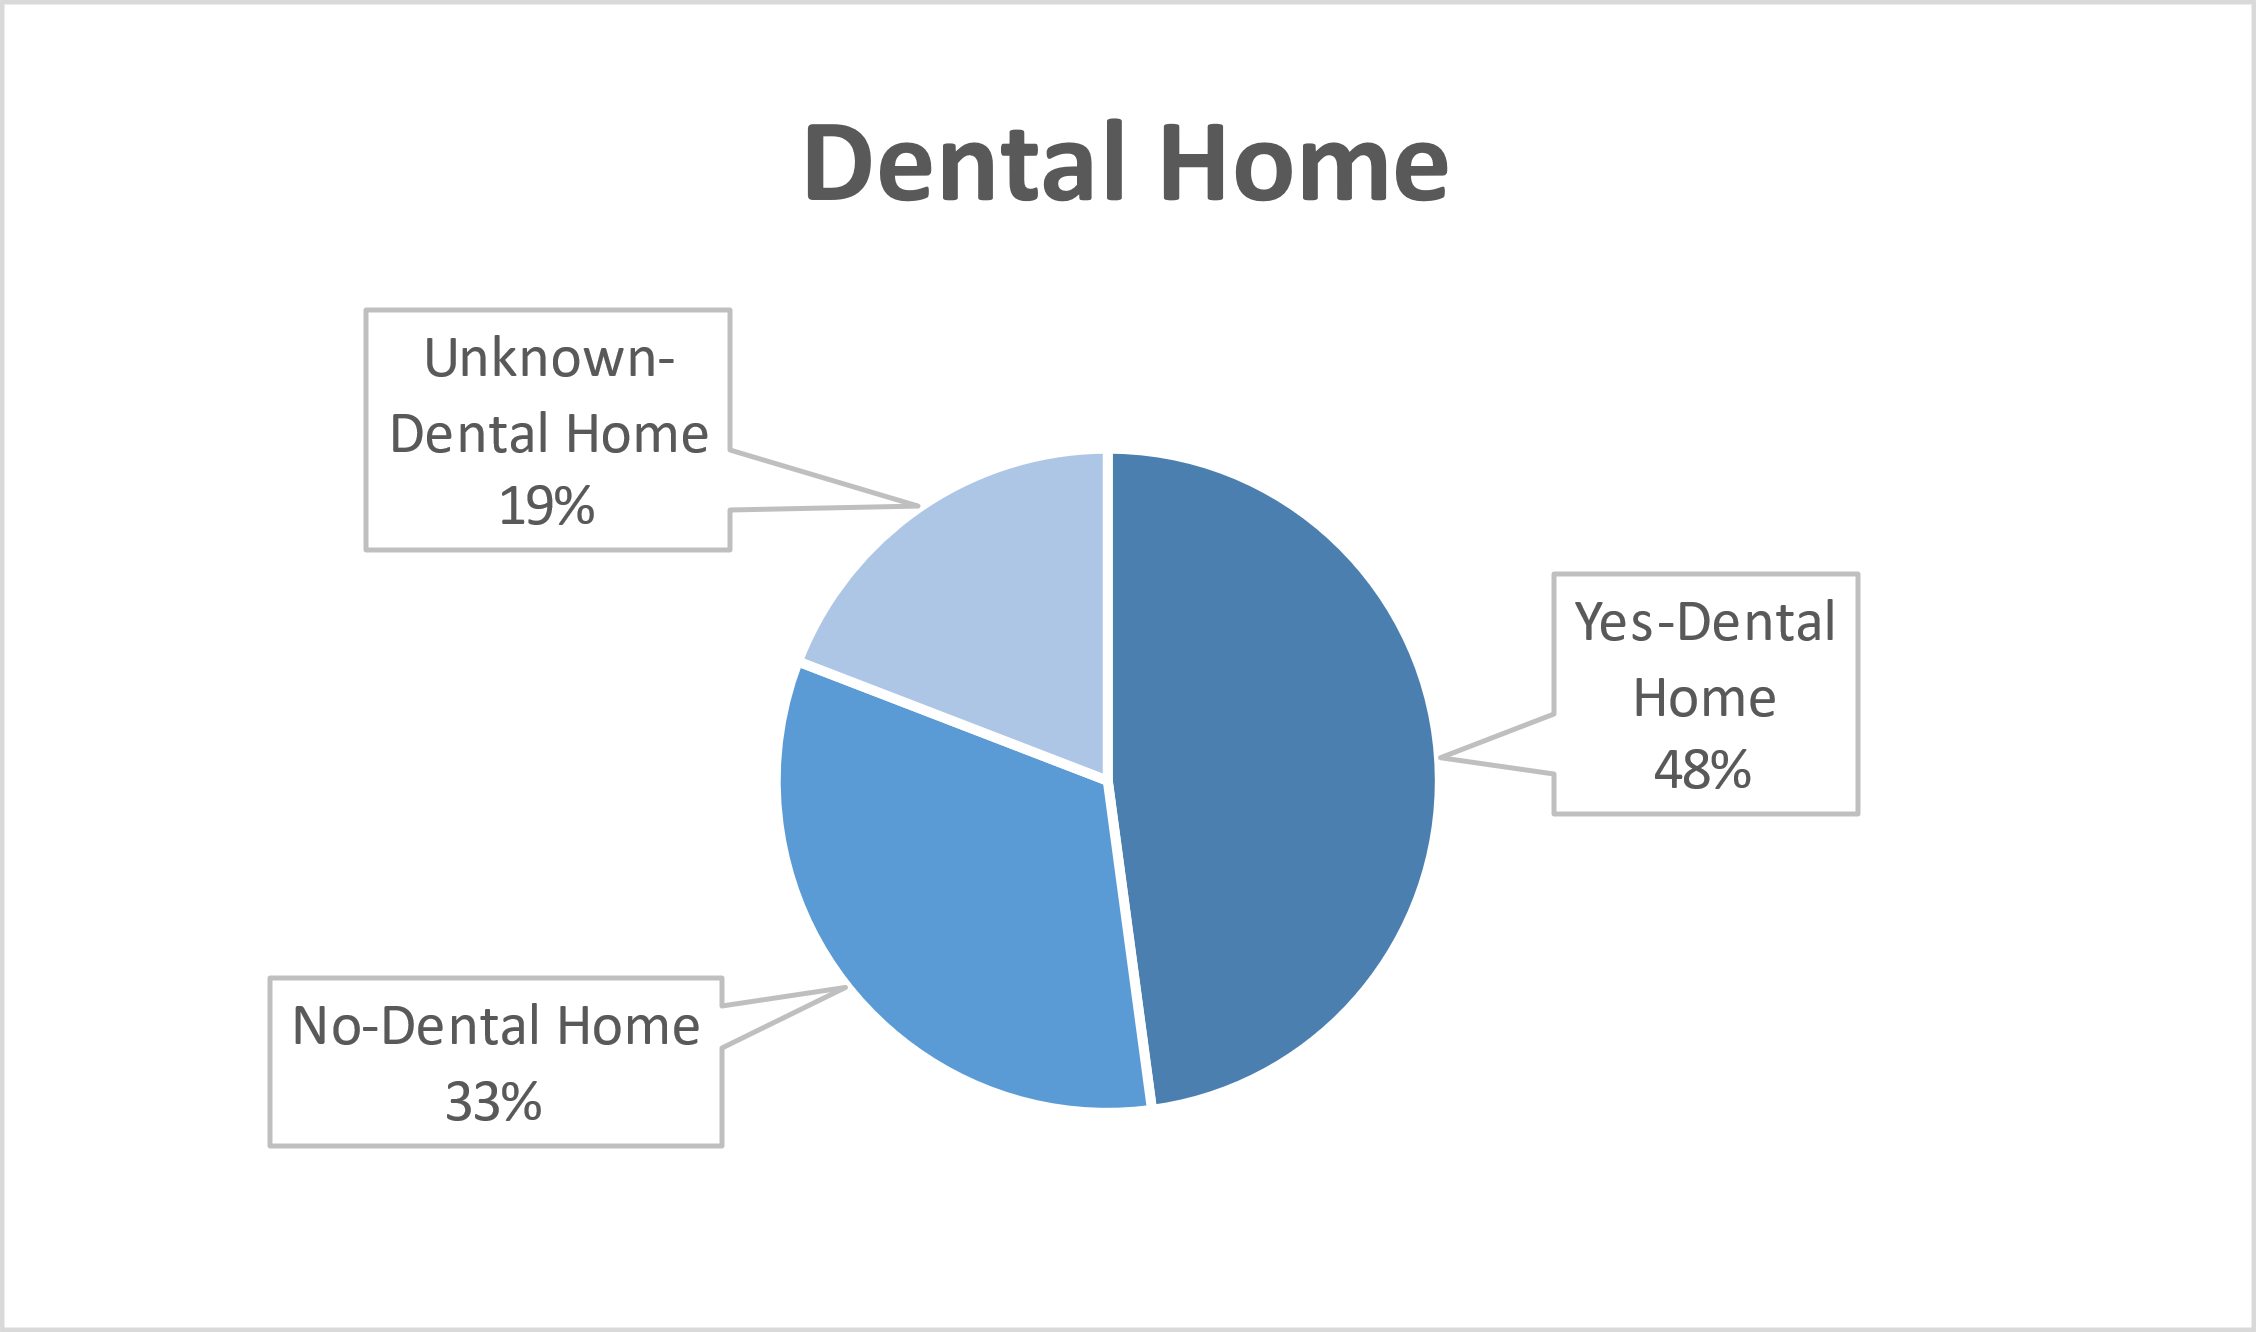 Dental Home
Unknown-
Dental Home
19%
Yes-Dental
Home
48%
No-Dental Home
33%